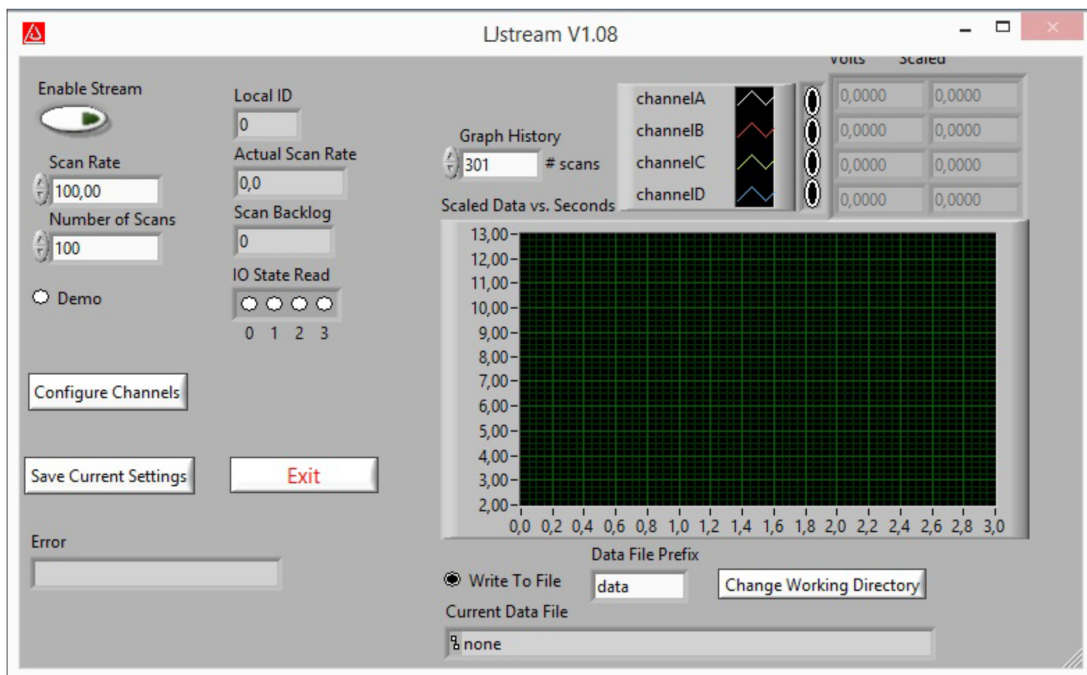 LJstream V1.08
Volts Scaled
Enable Stream
Local ID
0
Scan Rate
100,00
Actual Scan Rate
0,0
Number of Scans
100
Scan Backlog
0
Demo
IO State Read
0 1 2 3
Configure Channels
Save Current Settings
Exit
Error
Graph History
301 # scans
channelA 0,0000 0,0000
channelB 0,0000 0,0000
channelC 0,0000 0,0000
channelD 0,0000 0,0000
Scaled Data vs. Seconds
13,00
12,00
11,00
10,00
9,00
8,00
7,00
6,00
5,00
4,00
3,00
2,00
0,0 0,2 0,4 0,6 0,8 1,0 1,2 1,4 1,6 1,8 2,0 2,2 2,4 2,6 2,8 3,0
Data File Prefix
Write To File
data
Change Working Directory
Current Data File
none